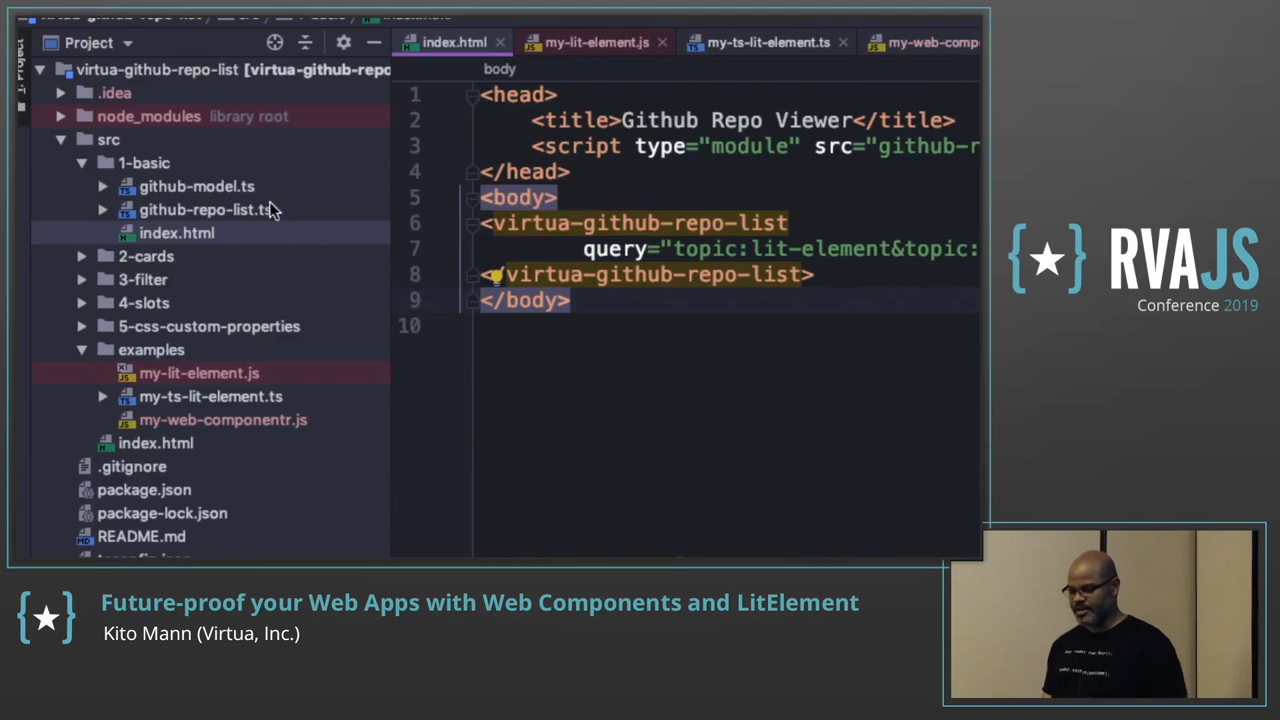 Project
index.html
my-lit-element.js
my-ts-lit-element.ts
my-web-comp
virtua-github-repo-list [virtua-github-repo
.idea
node_modules library root
src
1-basic
github-model.ts
github-repo-list.ts
index.html
2-cards
3-filter
4-slots
5-css-custom-properties
examples
my-lit-element.js
my-ts-lit-element.ts
my-web-componentr.js
index.html
.gitignore
package.json
package-lock.json
README.md
1: Project
body
1 <head>
2 <title>Github Repo Viewer</title>
3 <script type="module" src="github-r
4 </head>
5 <body>
6 <virtua-github-repo-list
7 query="topic:lit-element&topic:
8 <virtua-github-repo-list>
9 </body>
10
{★} RVAJS
Conference 2019
{★}
Future-proof your Web Apps with Web Components and LitElement
Kito Mann (Virtua, Inc.)